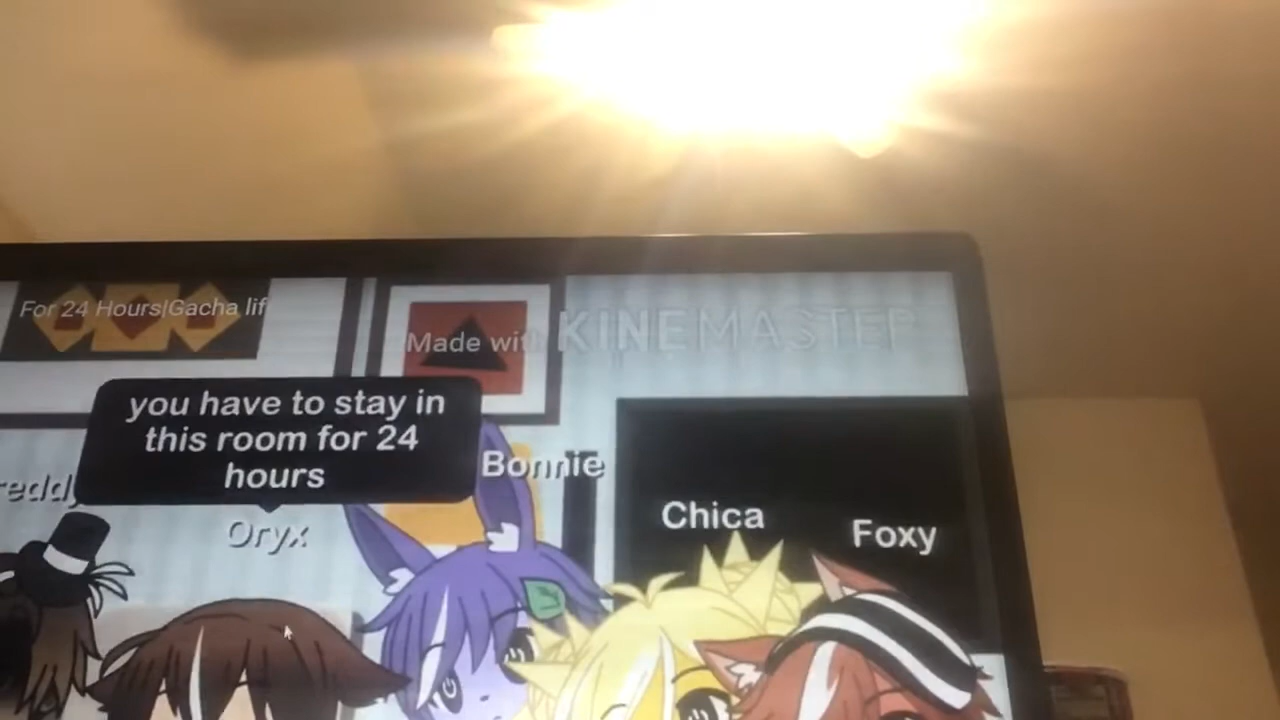 For 24 Hours|Gacha lif
Made with KINEMASTER
you have to stay in
this room for 24
hours
Bonnie
reddy
Oryx
Chica
Foxy